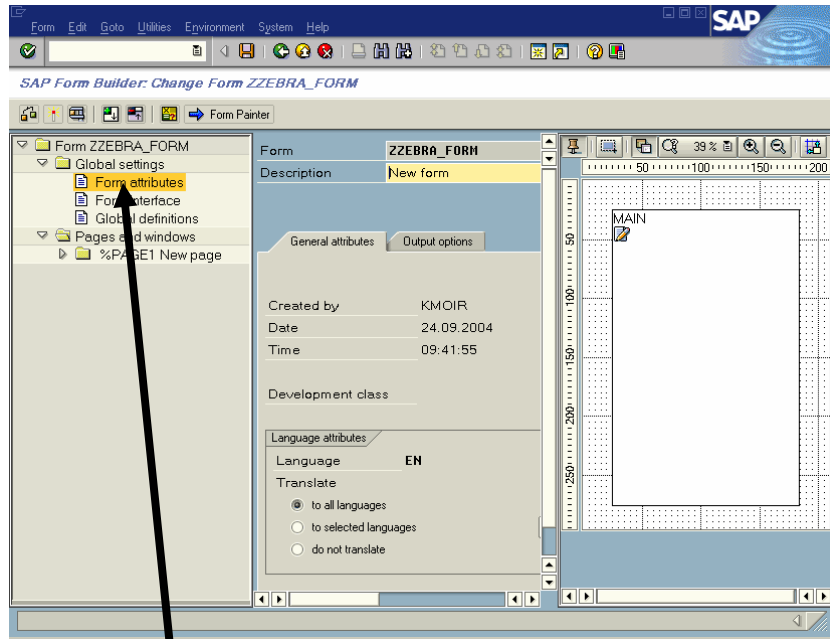 Form Edit Goto Utilities Environment System Help
SAP
SAP Form Builder: Change Form ZZEBRA_FORM
Form Painter
Form ZZEBRA_FORM
Global settings
Form attributes
Form interface
Global definitions
Pages and windows
%PAGE1 New page
Form ZZEBRA_FORM
Description New form
General attributes Output options
Created by KMOIR
Date 24.09.2004
Time 09:41:55
Development class
Language attributes
Language EN
Translate
to all languages
to selected languages
do not translate
39 %
50 100 150 200
MAIN
50
100
150
200
250